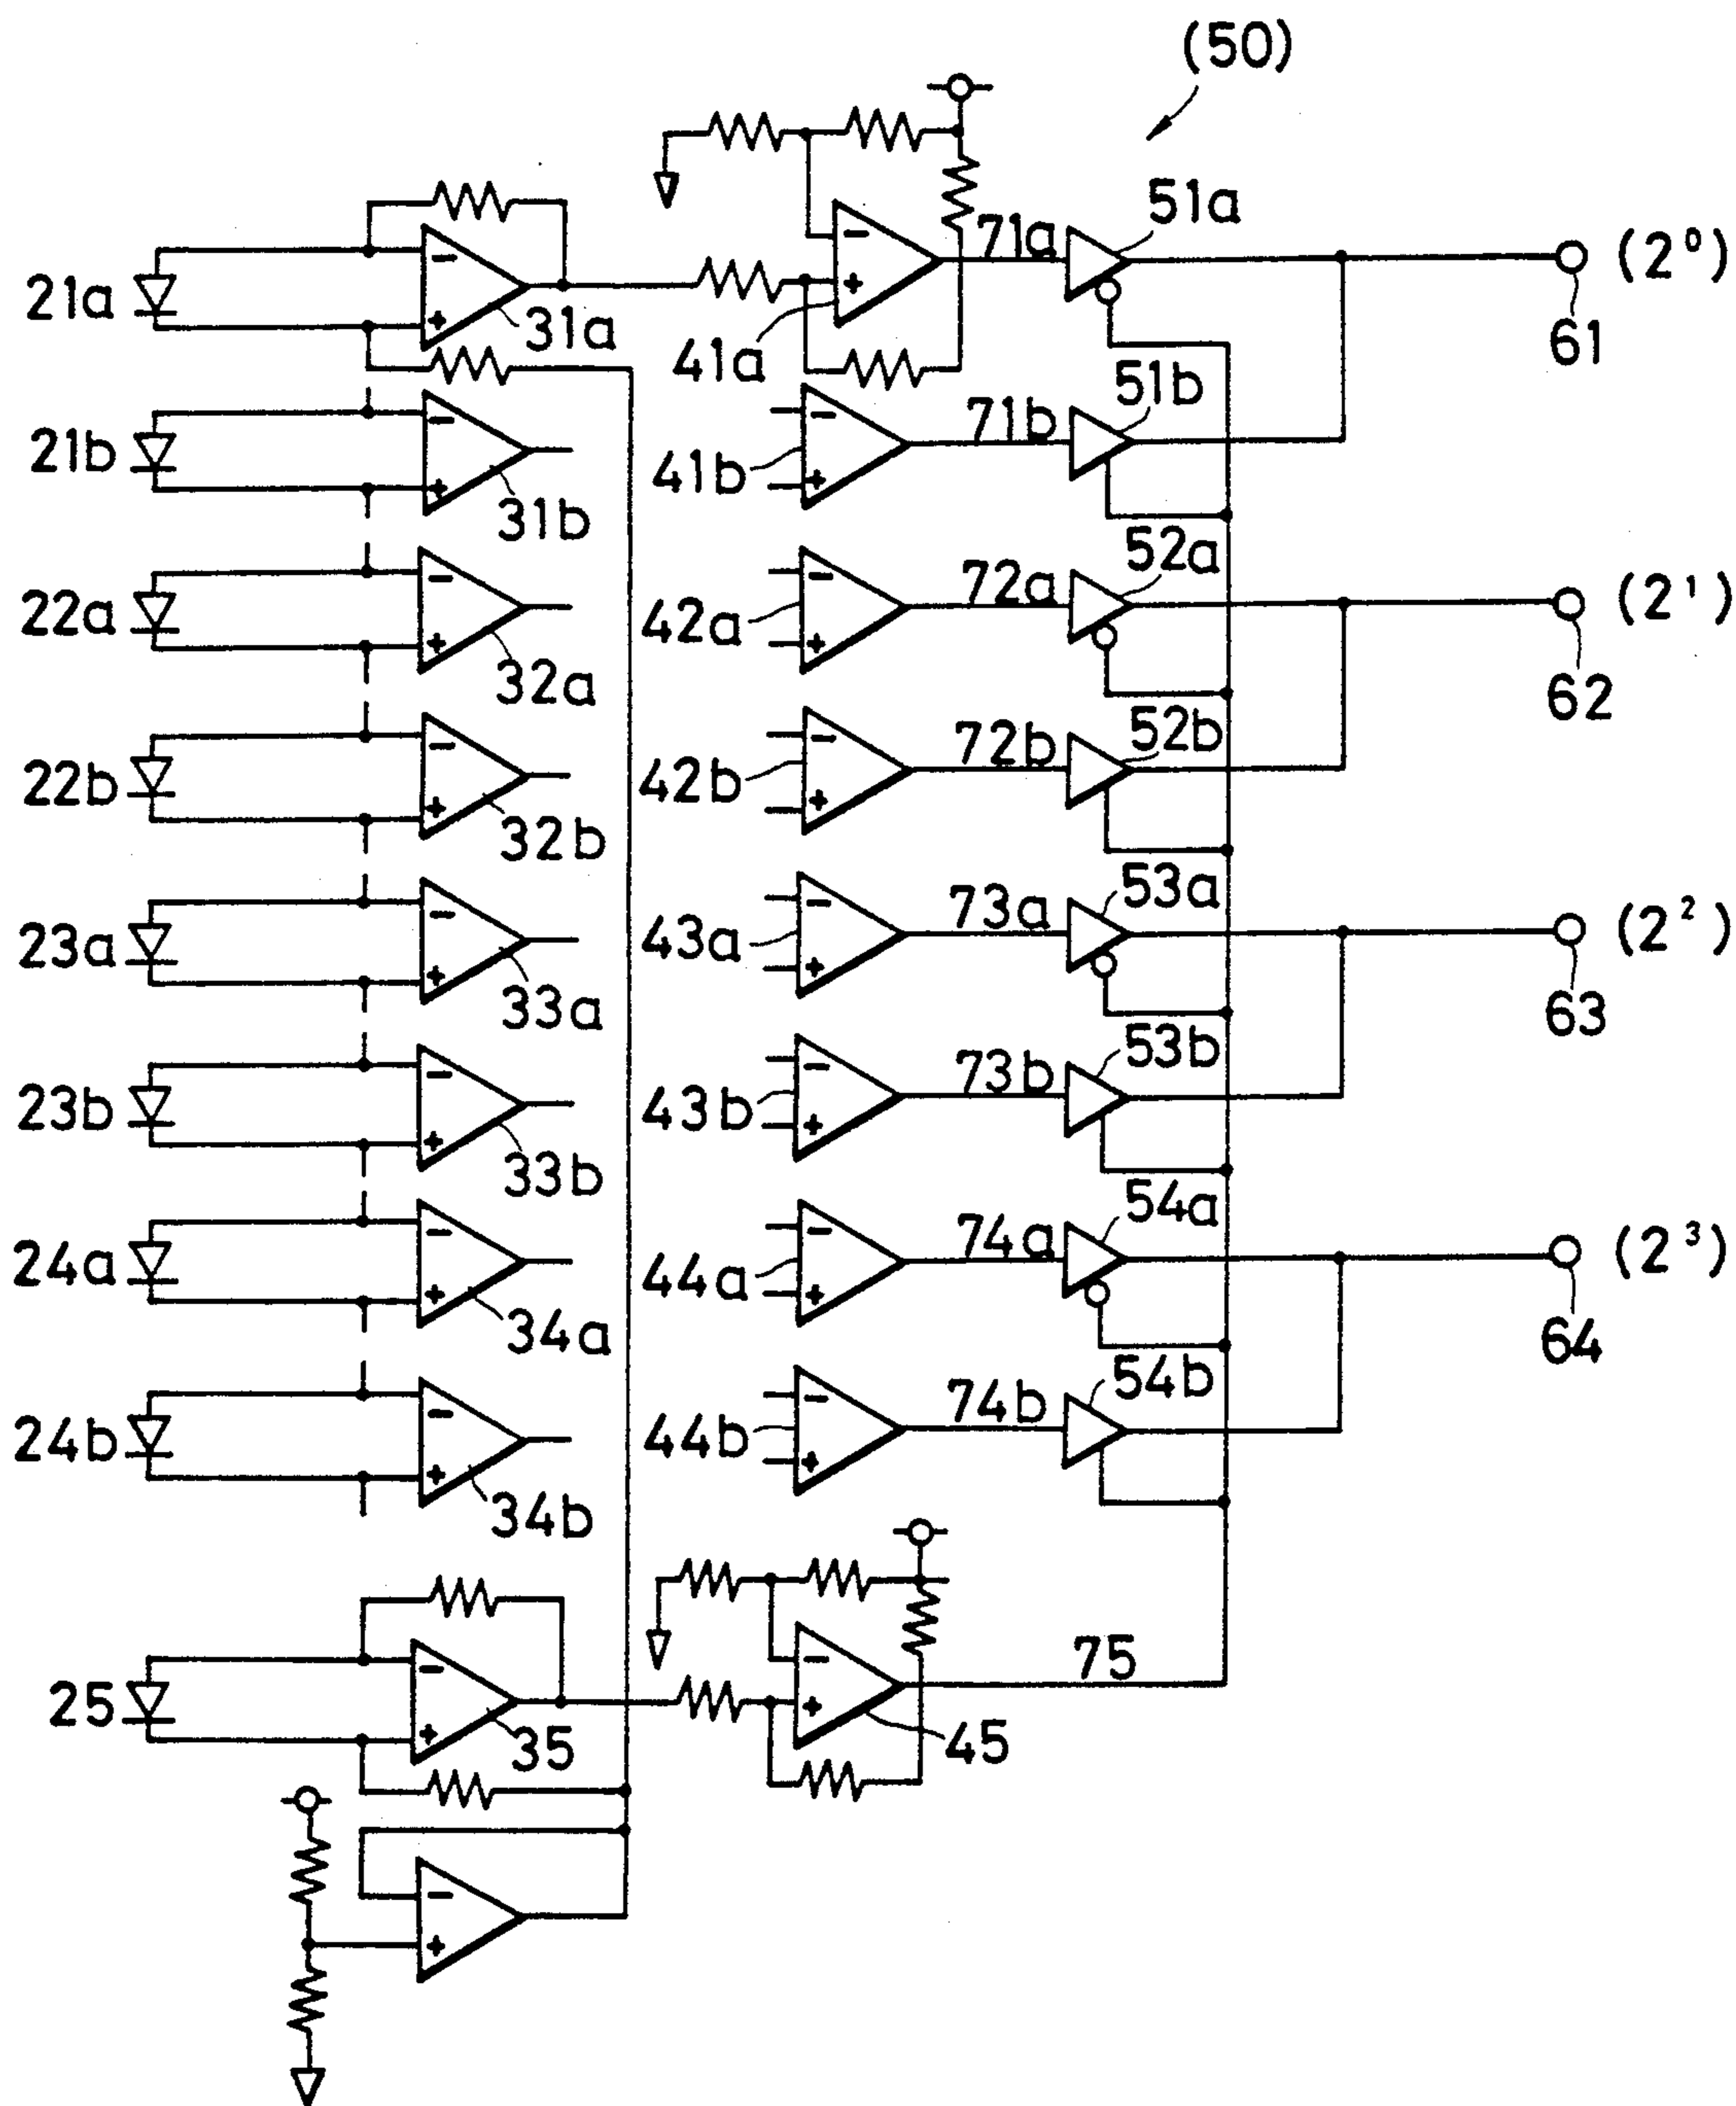 (50)
51a
71a
(2⁰)
21a
31a
41a
61
51b
21b
71b
41b
31b
52a
22a
72a
42a
(2¹)
32a
62
52b
22b
72b
42b
32b
53a
23a
73a
43a
(2²)
33a
63
53b
23b
73b
43b
33b
54a
24a
74a
44a
(2³)
34a
64
54b
24b
74b
44b
34b
25
75
35
45